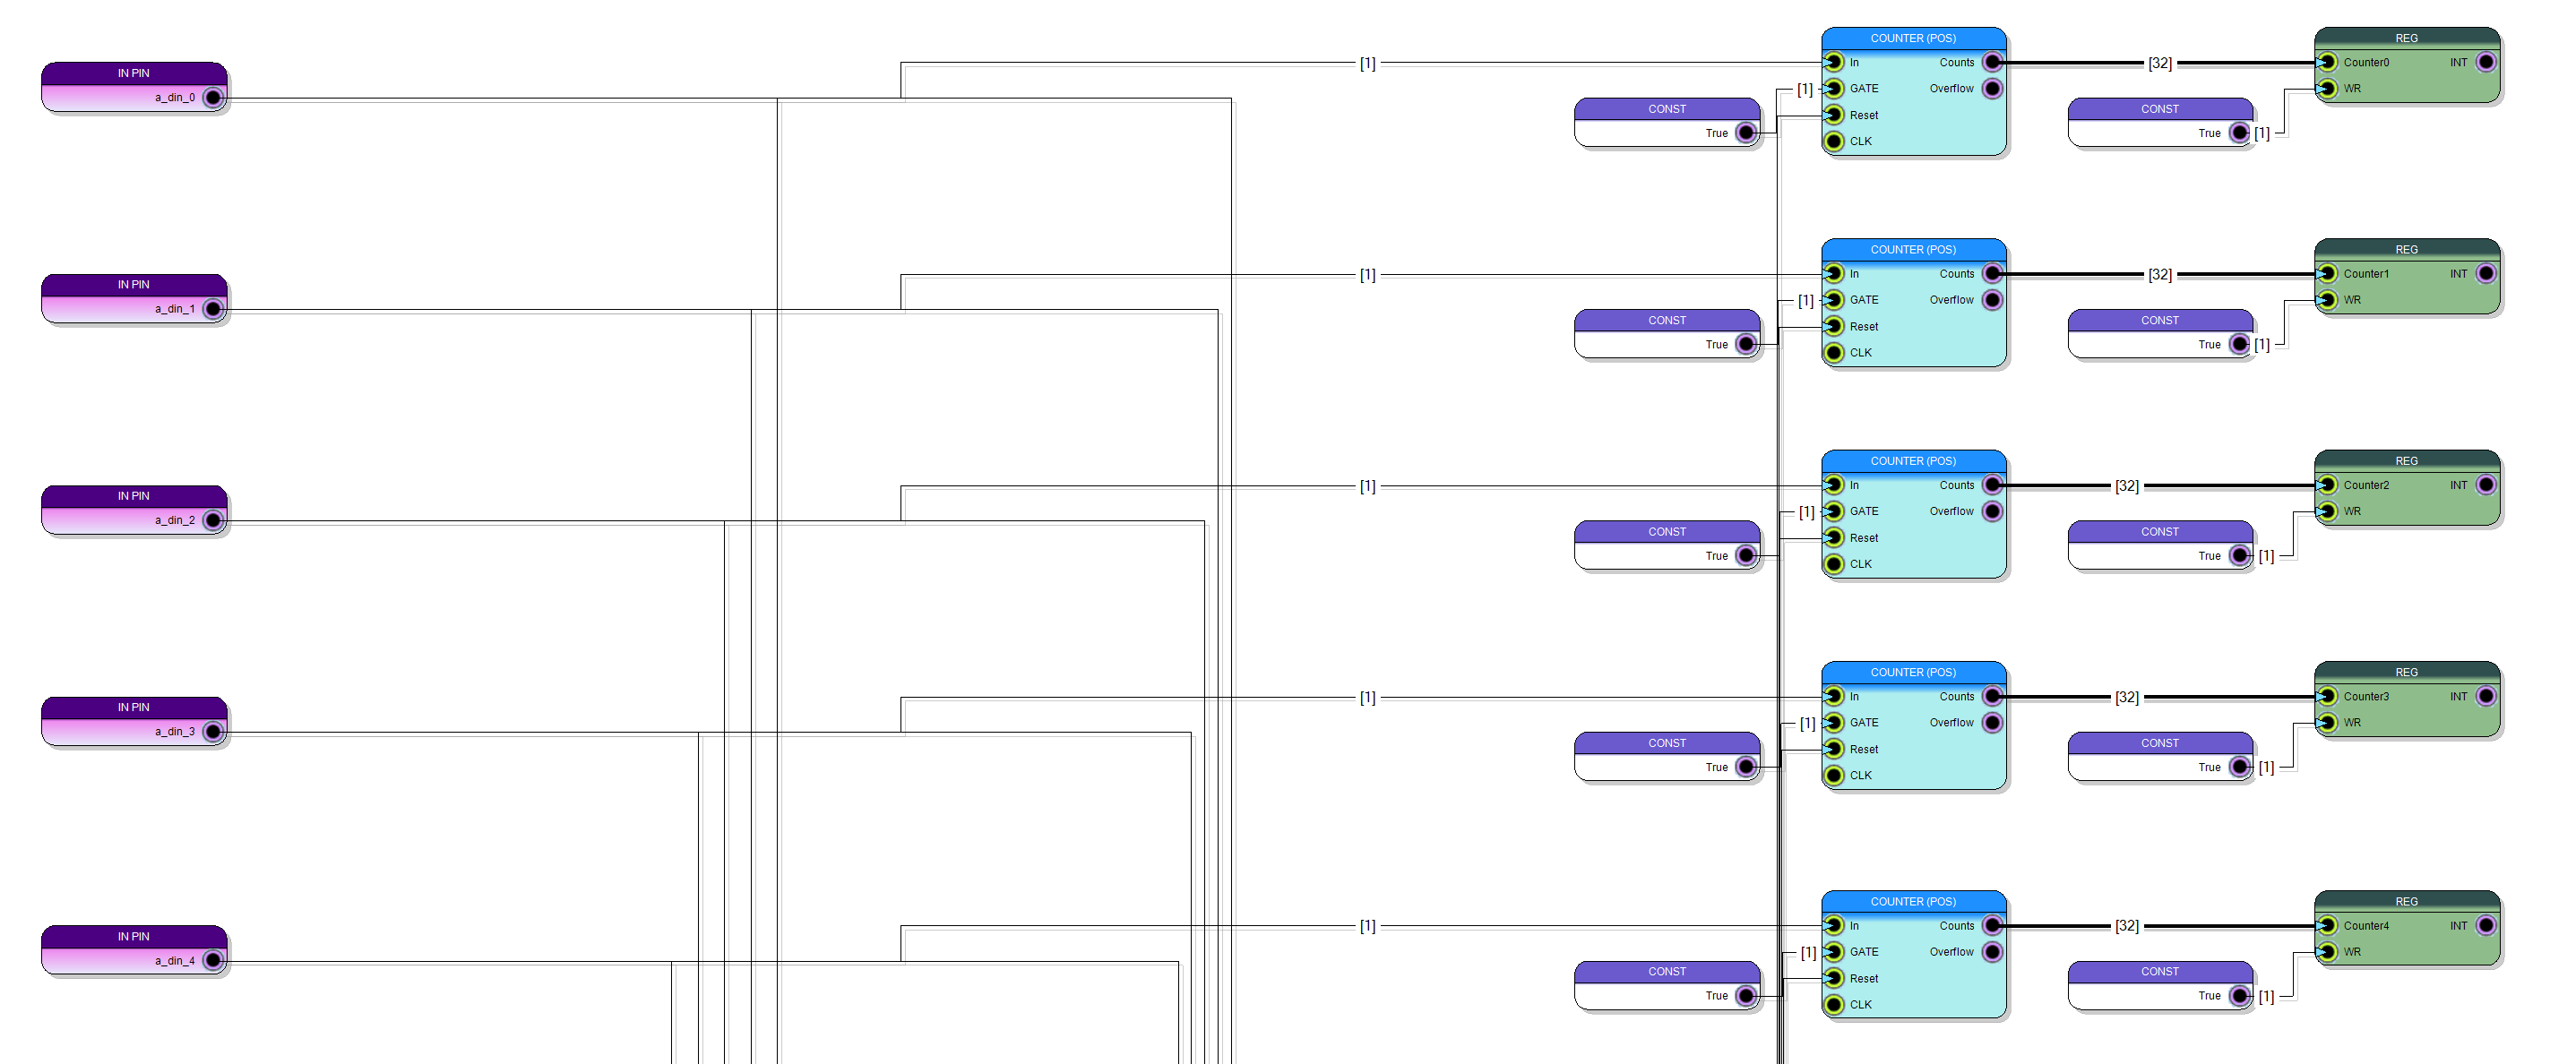 COUNTER (POS)
REG
IN PIN
[1]
In
Counts
[32]
Counter0
INT
a_din_0
[1]
GATE
Overflow
WR
CONST
Reset
CONST
True
CLK
True
[1]
COUNTER (POS)
REG
IN PIN
[1]
In
Counts
[32]
Counter1
INT
a_din_1
[1]
GATE
Overflow
WR
CONST
Reset
CONST
True
CLK
True
[1]
COUNTER (POS)
REG
IN PIN
[1]
In
Counts
[32]
Counter2
INT
a_din_2
[1]
GATE
Overflow
WR
CONST
Reset
CONST
True
CLK
True
[1]
COUNTER (POS)
REG
IN PIN
[1]
In
Counts
[32]
Counter3
INT
a_din_3
[1]
GATE
Overflow
WR
CONST
Reset
CONST
True
CLK
True
[1]
COUNTER (POS)
REG
IN PIN
[1]
In
Counts
[32]
Counter4
INT
a_din_4
[1]
GATE
Overflow
WR
CONST
Reset
CONST
True
CLK
True
[1]